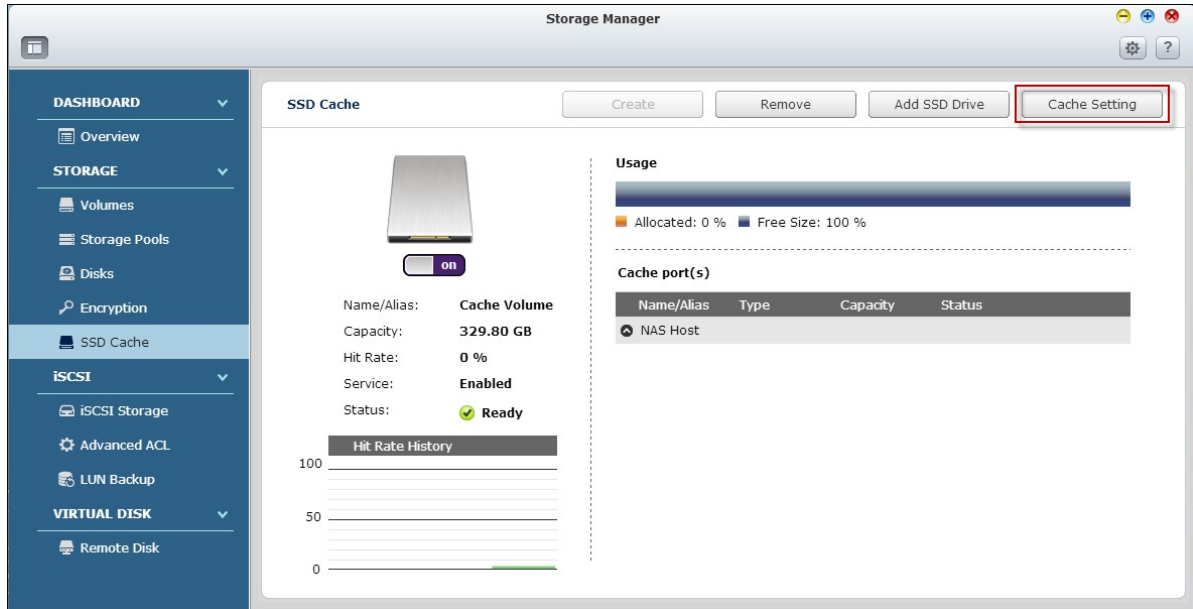 Storage Manager
?
DASHBOARD
Overview
STORAGE
Volumes
Storage Pools
Disks
Encryption
SSD Cache
iSCSI
iSCSI Storage
Advanced ACL
LUN Backup
VIRTUAL DISK
Remote Disk
SSD Cache
Create Remove Add SSD Drive Cache Setting
on
Name/Alias: Cache Volume
Capacity: 329.80 GB
Hit Rate: 0 %
Service: Enabled
Status: Ready
Hit Rate History
100
50
0
Usage
Allocated: 0 % Free Size: 100 %
Cache port(s)
Name/Alias Type Capacity Status
NAS Host